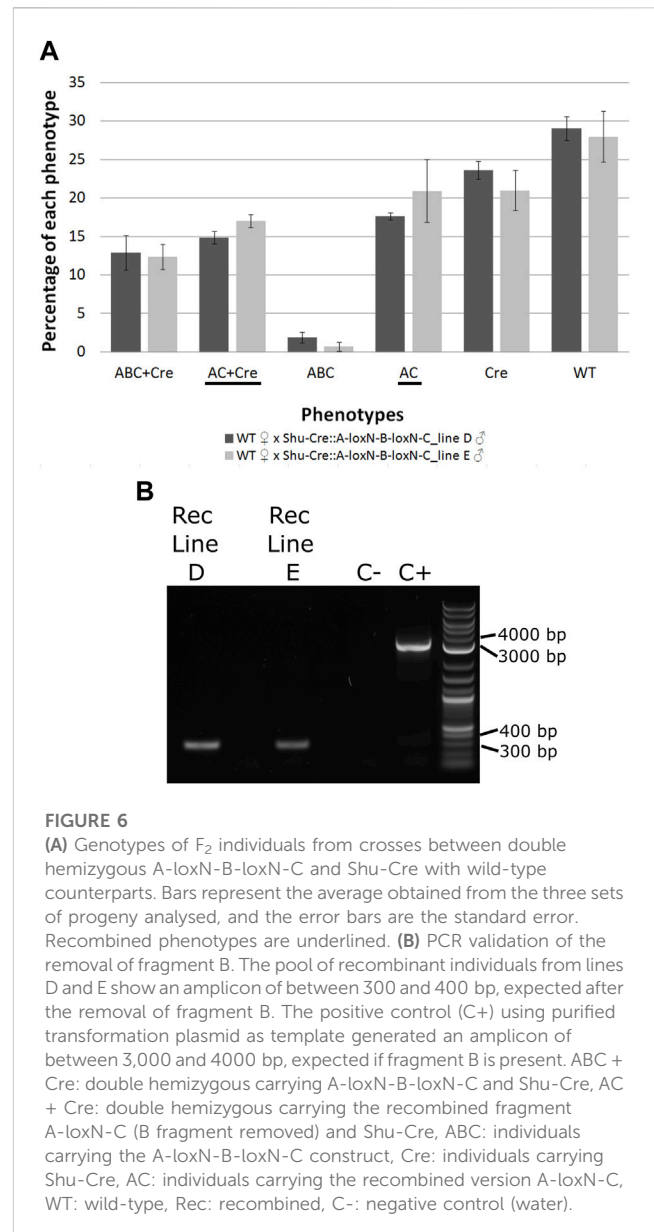 A
Percentage of each phenotype
35
30
25
20
15
10
5
0
ABC+Cre AC+Cre ABC AC Cre WT
Phenotypes
WT ♀ x Shu-Cre::A-loxN-B-loxN-C_line D ♂
WT ♀ x Shu-Cre::A-loxN-B-loxN-C_line E ♂
B
Rec Rec
Line Line
D E C- C+
4000 bp
3000 bp
400 bp
300 bp
FIGURE 6
(A) Genotypes of F₂ individuals from crosses between double
hemizygous A-loxN-B-loxN-C and Shu-Cre with wild-type
counterparts. Bars represent the average obtained from the three sets
of progeny analysed, and the error bars are the standard error.
Recombined phenotypes are underlined. (B) PCR validation of the
removal of fragment B. The pool of recombinant individuals from lines
D and E show an amplicon of between 300 and 400 bp, expected after
the removal of fragment B. The positive control (C+) using purified
transformation plasmid as template generated an amplicon of
between 3,000 and 4000 bp, expected if fragment B is present. ABC +
Cre: double hemizygous carrying A-loxN-B-loxN-C and Shu-Cre, AC
+ Cre: double hemizygous carrying the recombined fragment
A-loxN-C (B fragment removed) and Shu-Cre, ABC: individuals
carrying the A-loxN-B-loxN-C construct, Cre: individuals carrying
Shu-Cre, AC: individuals carrying the recombined version A-loxN-C,
WT: wild-type, Rec: recombined, C-: negative control (water).